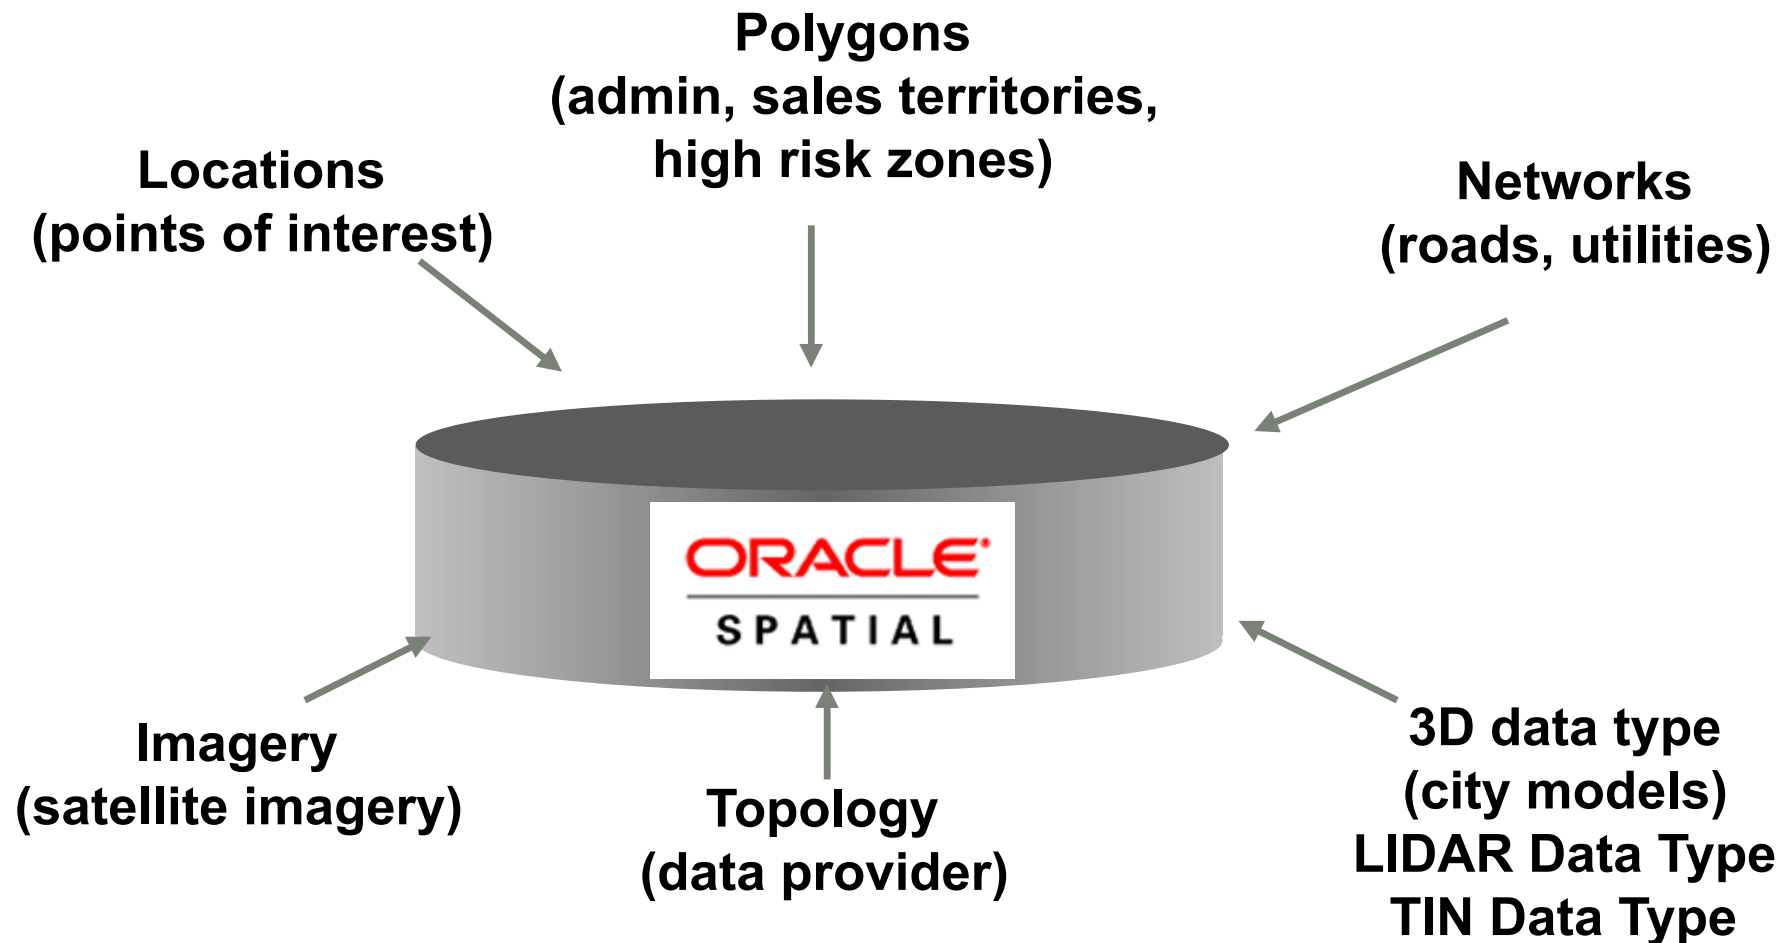 Polygons
(admin, sales territories,
high risk zones)
Locations
(points of interest)
Networks
(roads, utilities)
ORACLE®
SPATIAL
Imagery
(satellite imagery)
Topology
(data provider)
3D data type
(city models)
LIDAR Data Type
TIN Data Type